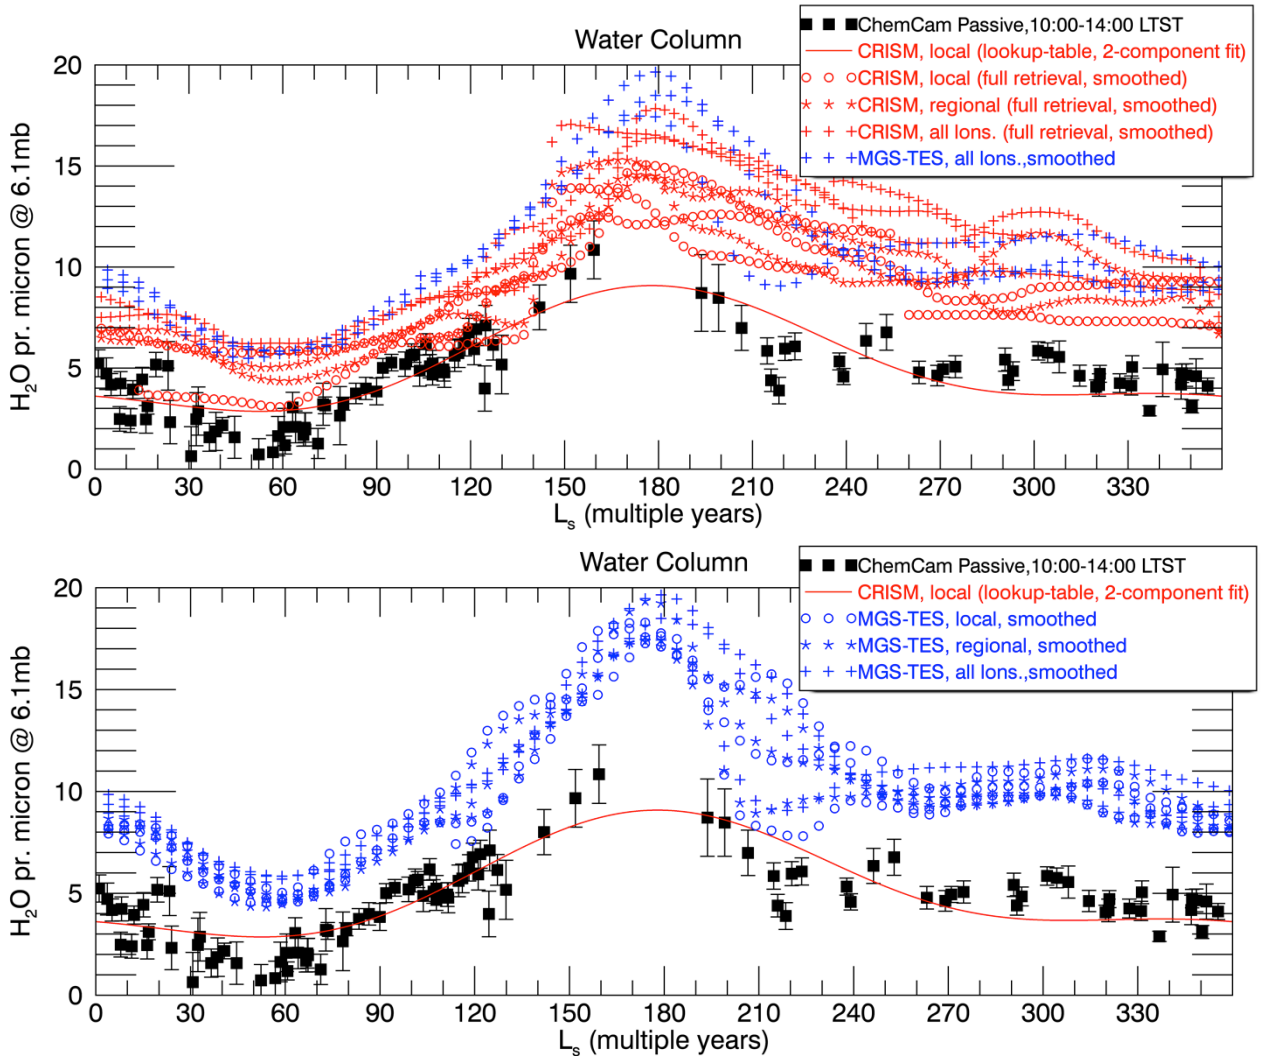 Water Column
ChemCam Passive,10:00-14:00 LTST
CRISM, local (lookup-table, 2-component fit)
CRISM, local (full retrieval, smoothed)
CRISM, regional (full retrieval, smoothed)
CRISM, all lons. (full retrieval, smoothed)
MGS-TES, all lons.,smoothed
H2O pr. micron @ 6.1mb
20
15
10
5
0
0 30 60 90 120 150 180 210 240 270 300 330
Ls (multiple years)
Water Column
ChemCam Passive,10:00-14:00 LTST
CRISM, local (lookup-table, 2-component fit)
MGS-TES, local, smoothed
MGS-TES, regional, smoothed
MGS-TES, all lons.,smoothed
H2O pr. micron @ 6.1mb
20
15
10
5
0
0 30 60 90 120 150 180 210 240 270 300 330
Ls (multiple years)